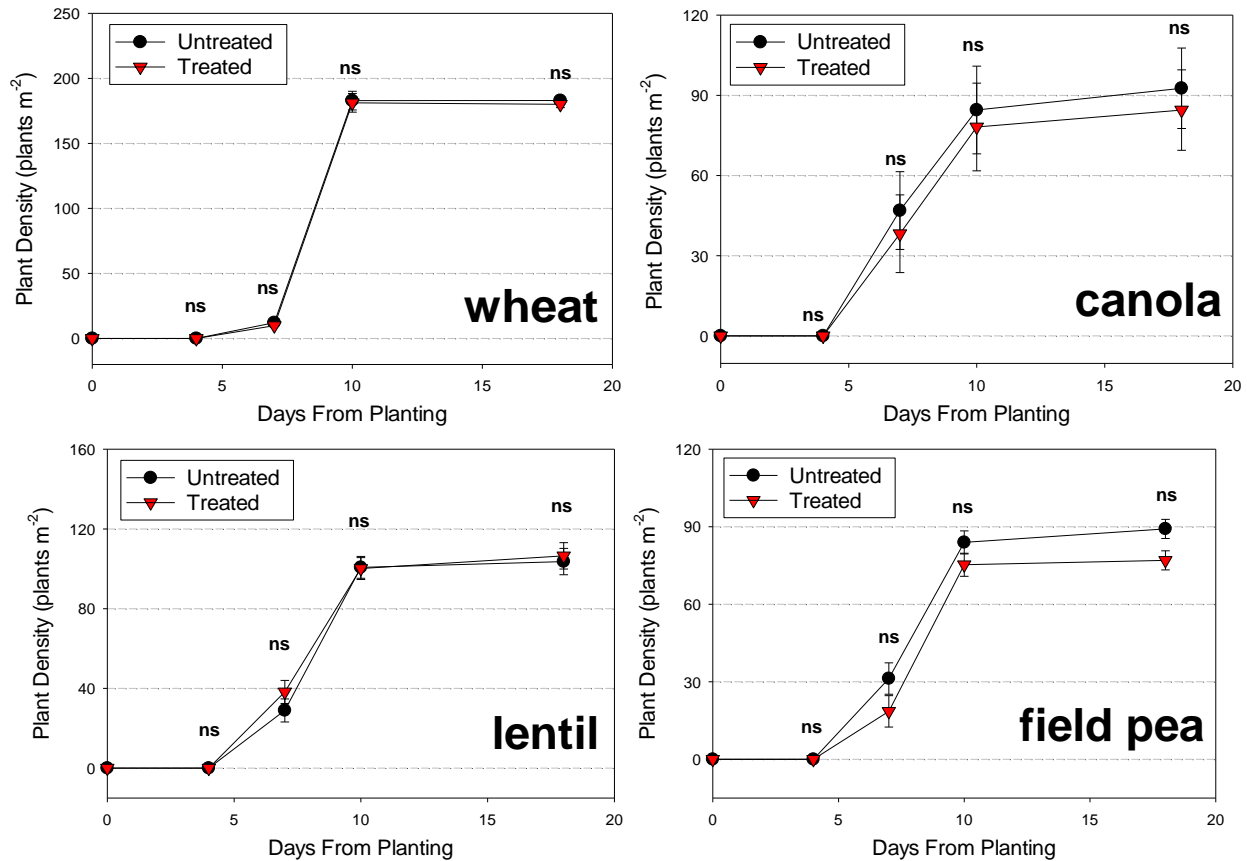 250
200
150
100
50
0
Plant Density (plants m⁻²)
Untreated
Treated
ns
ns
ns
ns
wheat
0 5 10 15 20
Days From Planting
120
90
60
30
0
Plant Density (plants m⁻²)
Untreated
Treated
ns
ns
ns
ns
canola
0 5 10 15 20
Days From Planting
160
120
80
40
0
Plant Density (plants m⁻²)
Untreated
Treated
ns
ns
ns
ns
lentil
0 5 10 15 20
Days From Planting
120
90
60
30
0
Plant Density (plants m⁻²)
Untreated
Treated
ns
ns
ns
ns
field pea
0 5 10 15 20
Days From Planting